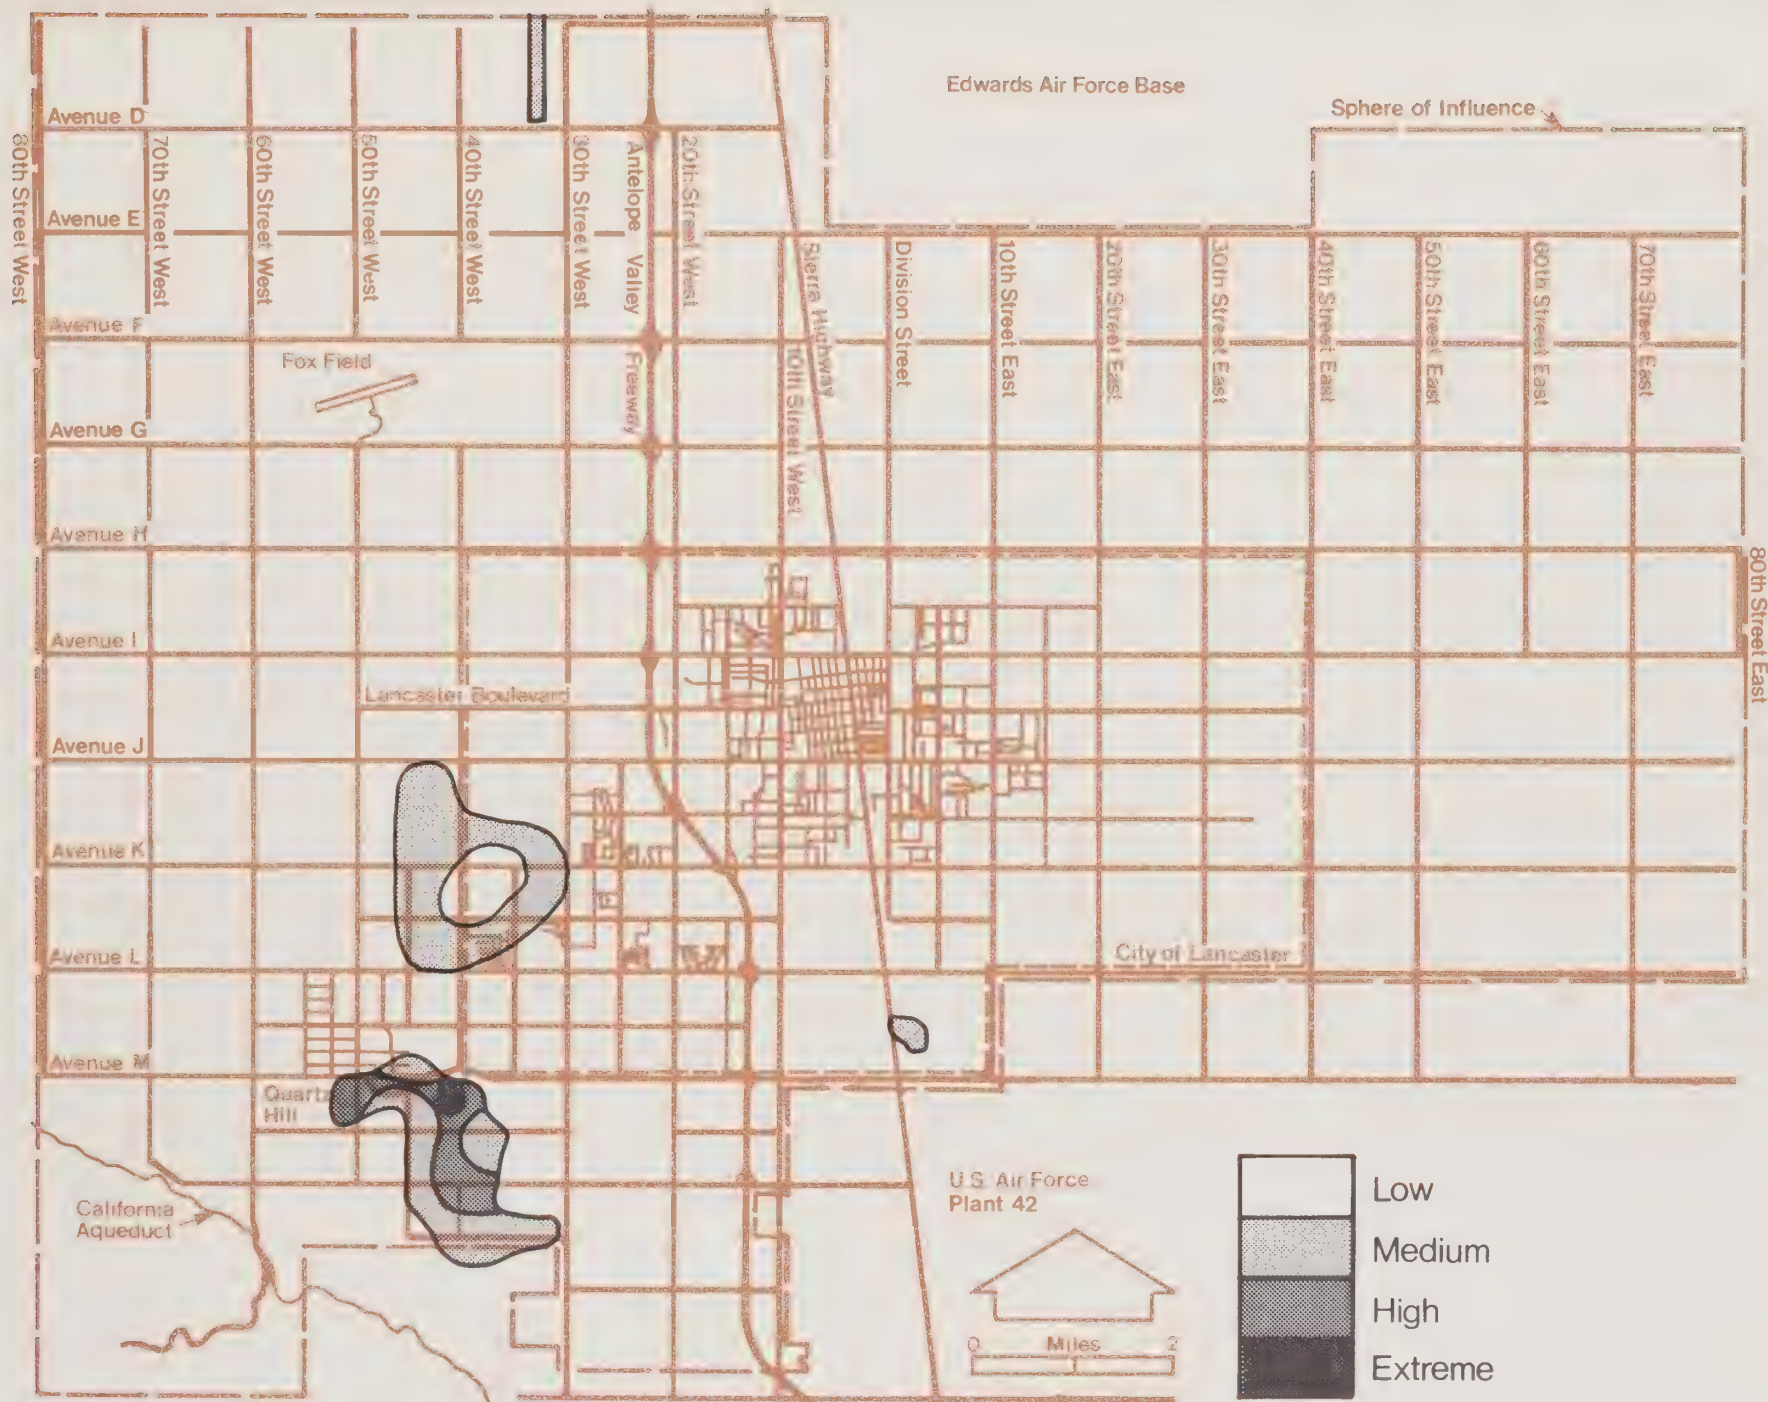 Edwards Air Force Base
Sphere of Influence
Avenue D
80th Street West
70th Street West
60th Street West
50th Street West
40th Street West
30th Street West
Antelope Valley Freeway
20th Street West
Avenue E
Sierra Highway
10th Street West
Division Street
10th Street East
20th Street East
30th Street East
40th Street East
50th Street East
60th Street East
70th Street East
Avenue F
Fox Field
Avenue G
Avenue H
80th Street East
Avenue I
Lancaster Boulevard
Avenue J
Avenue K
Avenue L
City of Lancaster
Avenue M
Quartz
Hill
California
Aqueduct
U.S. Air Force
Plant 42
0 Miles 2
Low
Medium
High
Extreme